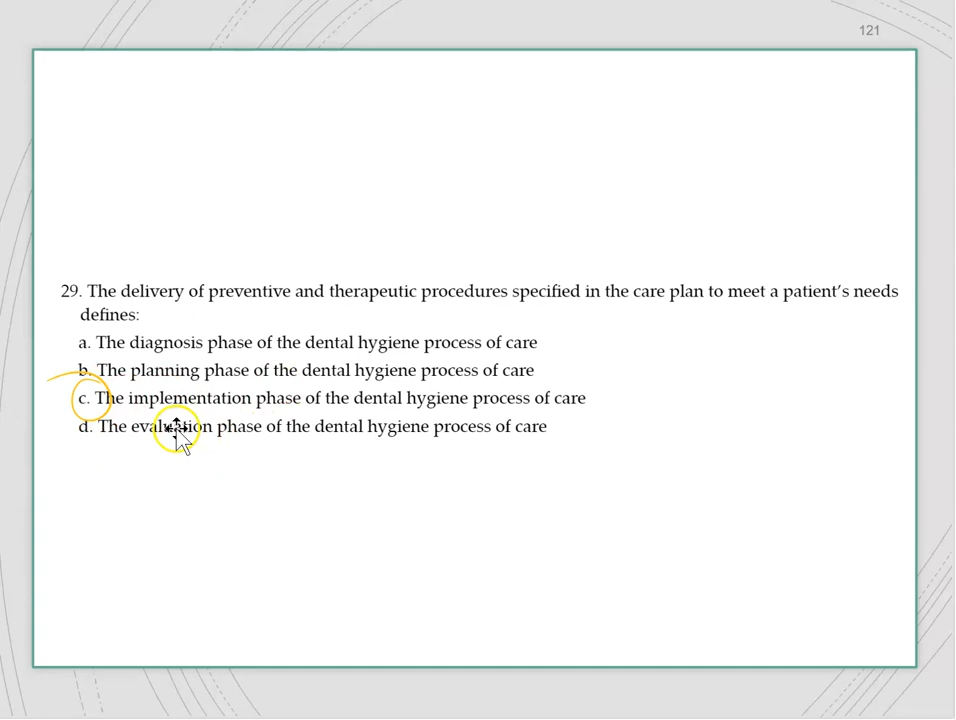 121
29. The delivery of preventive and therapeutic procedures specified in the care plan to meet a patient’s needs
defines:
a. The diagnosis phase of the dental hygiene process of care
b. The planning phase of the dental hygiene process of care
c. The implementation phase of the dental hygiene process of care
d. The evaluation phase of the dental hygiene process of care